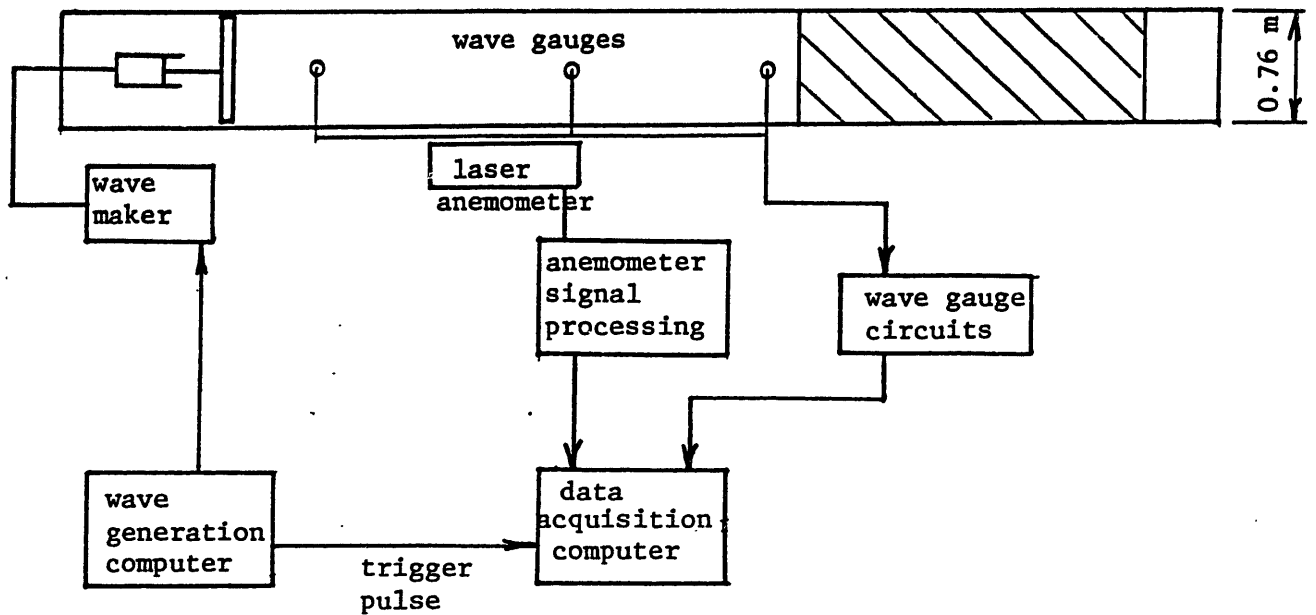 wave gauges
0.76 m
laser
anemometer
wave
maker
anemometer
signal
processing
wave gauge
circuits
wave
generation
computer
trigger
pulse
data
acquisition
computer